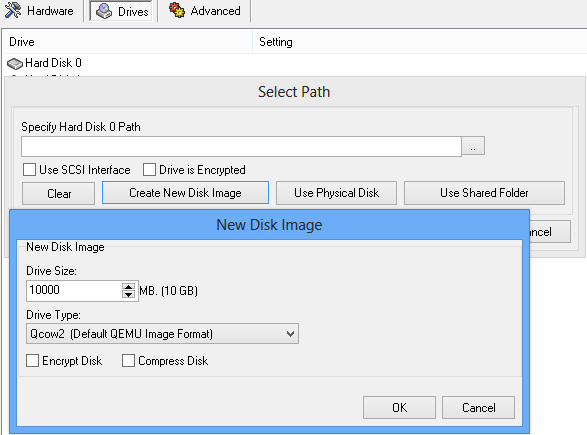 Hardware Drives Advanced
Drive Setting
Hard Disk 0
Select Path
Specify Hard Disk 0 Path
..
Use SCSI Interface Drive is Encrypted
Clear Create New Disk Image Use Physical Disk Use Shared Folder
New Disk Image
New Disk Image
Drive Size:
10000 MB. (10 GB)
Drive Type:
Qcow2 (Default QEMU Image Format)
Encrypt Disk Compress Disk
OK Cancel